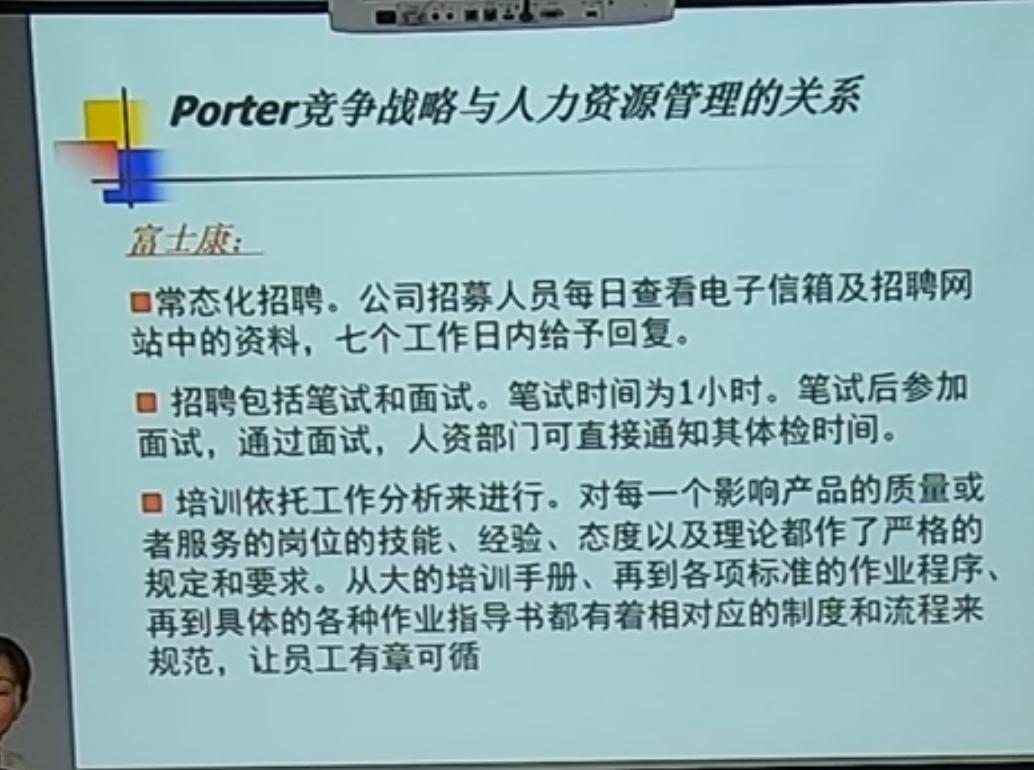 Porter竞争战略与人力资源管理的关系
富士康：
常态化招聘。公司招募人员每日查看电子信箱及招聘网
站中的资料，七个工作日内给予回复。
招聘包括笔试和面试。笔试时间为1小时。笔试后参加
面试，通过面试，人资部门可直接通知其体检时间。
培训依托工作分析来进行。对每一个影响产品的质量或
者服务的岗位的技能、经验、态度以及理论都作了严格的
规定和要求。从大的培训手册、再到各项标准的作业程序、
再到具体的各种作业指导书都有着相对应的制度和流程来
规范，让员工有章可循